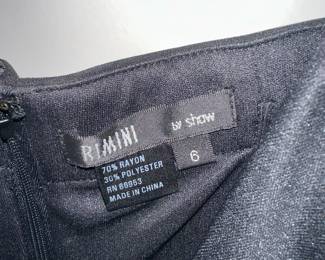 RIMINI
by shaw
6
70% RAYON
30% POLYESTER
RN 66953
MADE IN CHINA